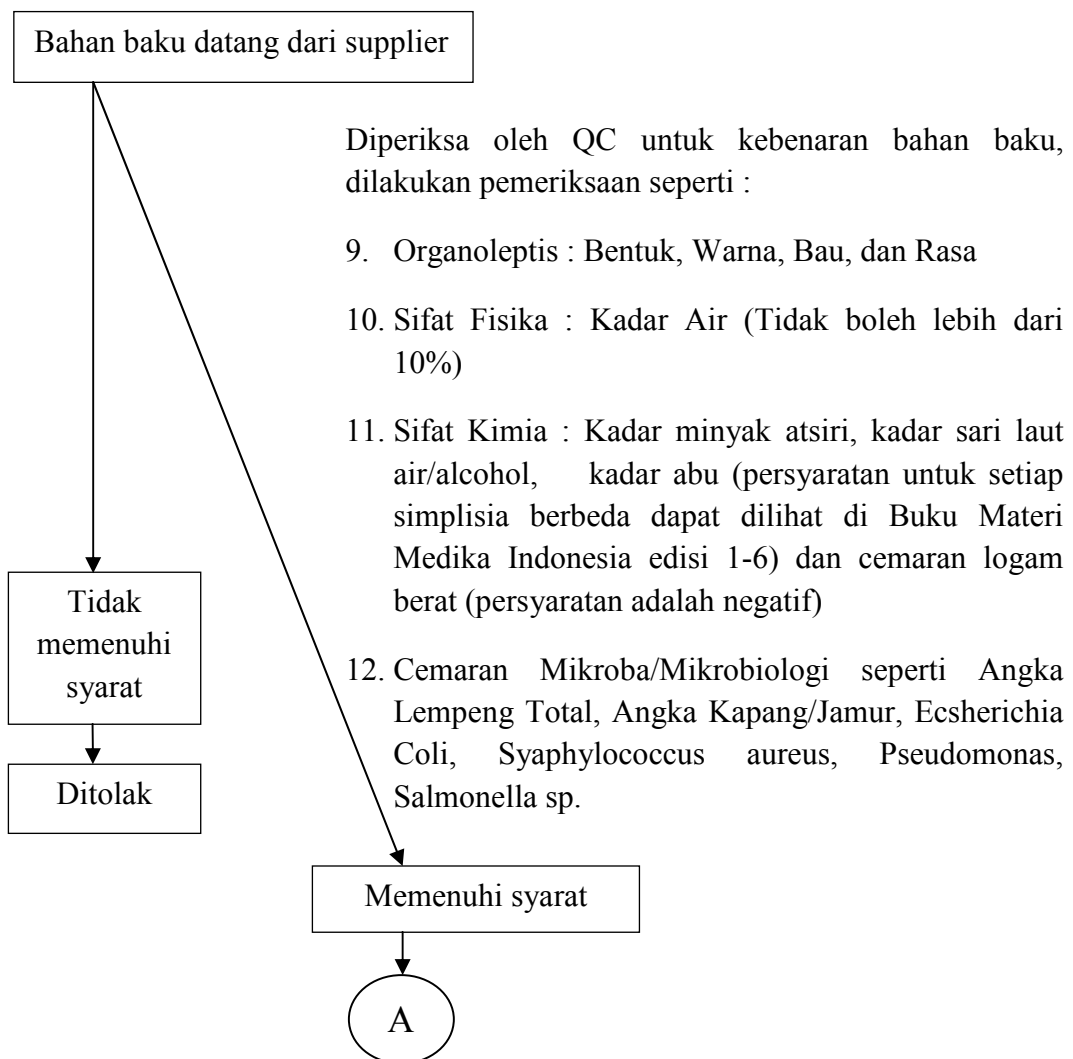 Bahan baku datang dari supplier
Diperiksa oleh QC untuk kebenaran bahan baku,
dilakukan pemeriksaan seperti :
9. Organoleptis : Bentuk, Warna, Bau, dan Rasa
10. Sifat Fisika : Kadar Air (Tidak boleh lebih dari
10%)
11. Sifat Kimia : Kadar minyak atsiri, kadar sari laut
air/alcohol, kadar abu (persyaratan untuk setiap
simplisia berbeda dapat dilihat di Buku Materi
Medika Indonesia edisi 1-6) dan cemaran logam
berat (persyaratan adalah negatif)
12. Cemaran Mikroba/Mikrobiologi seperti Angka
Lempeng Total, Angka Kapang/Jamur, Ecsherichia
Coli, Syaphylococcus aureus, Pseudomonas,
Salmonella sp.
Tidak
memenuhi
syarat
Ditolak
Memenuhi syarat
A